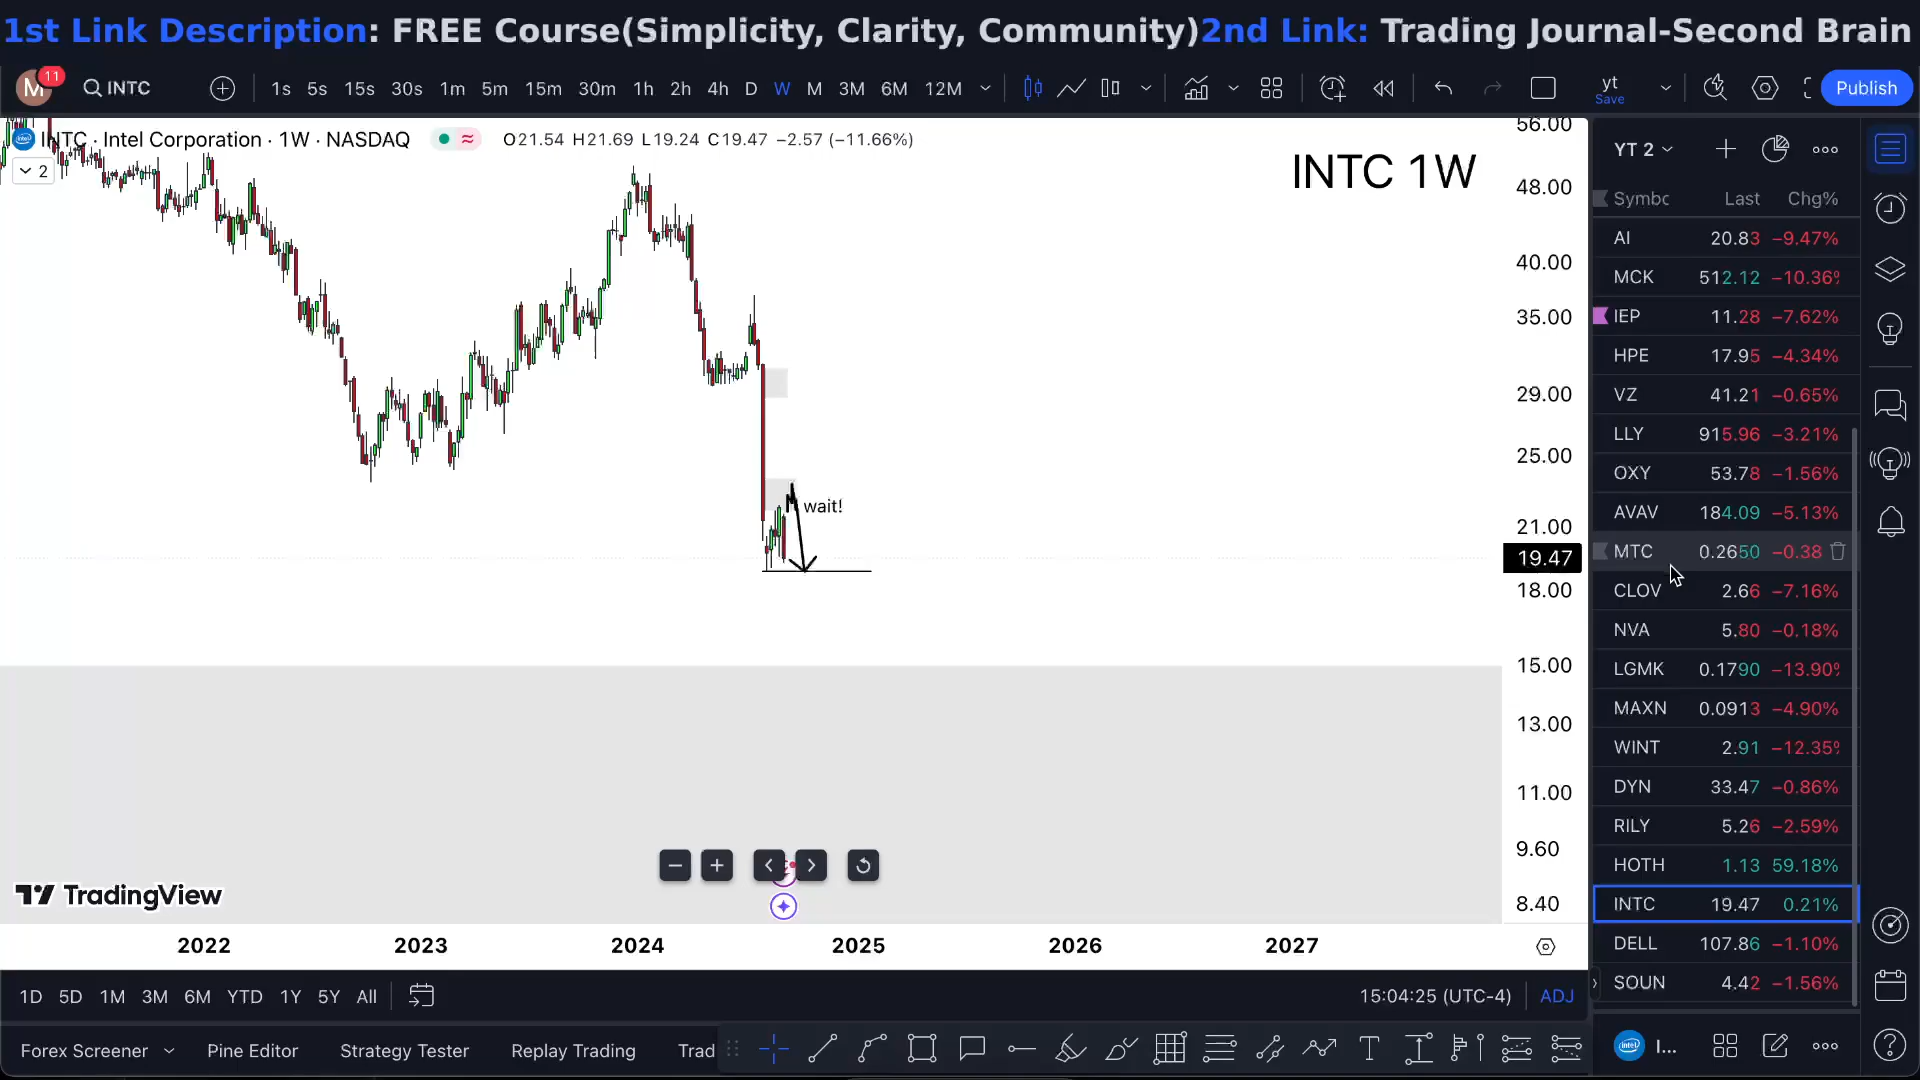 1st Link Description: FREE Course(Simplicity, Clarity, Community)2nd Link: Trading Journal-Second Brain
M 11 INTC 1s 5s 15s 30s 1m 5m 15m 30m 1h 2h 4h D W M 3M 6M 12M yt Save Publish
INTC · Intel Corporation · 1W · NASDAQ O21.54 H21.69 L19.24 C19.47 −2.57 (−11.66%)
2
INTC 1W
wait!
56.00
48.00
40.00
35.00
29.00
25.00
21.00
19.47
18.00
15.00
13.00
11.00
9.60
8.40
TradingView
2022 2023 2024 2025 2026 2027
1D 5D 1M 3M 6M YTD 1Y 5Y All 15:04:25 (UTC-4) ADJ
Forex Screener Pine Editor Strategy Tester Replay Trading Trad
YT 2
Symbc Last Chg%
AI 20.83 −9.47%
MCK 512.12 −10.36%
IEP 11.28 −7.62%
HPE 17.95 −4.34%
VZ 41.21 −0.65%
LLY 915.96 −3.21%
OXY 53.78 −1.56%
AVAV 184.09 −5.13%
MTC 0.2650 −0.38
CLOV 2.66 −7.16%
NVA 5.80 −0.18%
LGMK 0.1790 −13.90%
MAXN 0.0913 −4.90%
WINT 2.91 −12.35%
DYN 33.47 −0.86%
RILY 5.26 −2.59%
HOTH 1.13 59.18%
INTC 19.47 0.21%
DELL 107.86 −1.10%
SOUN 4.42 −1.56%
intel I...